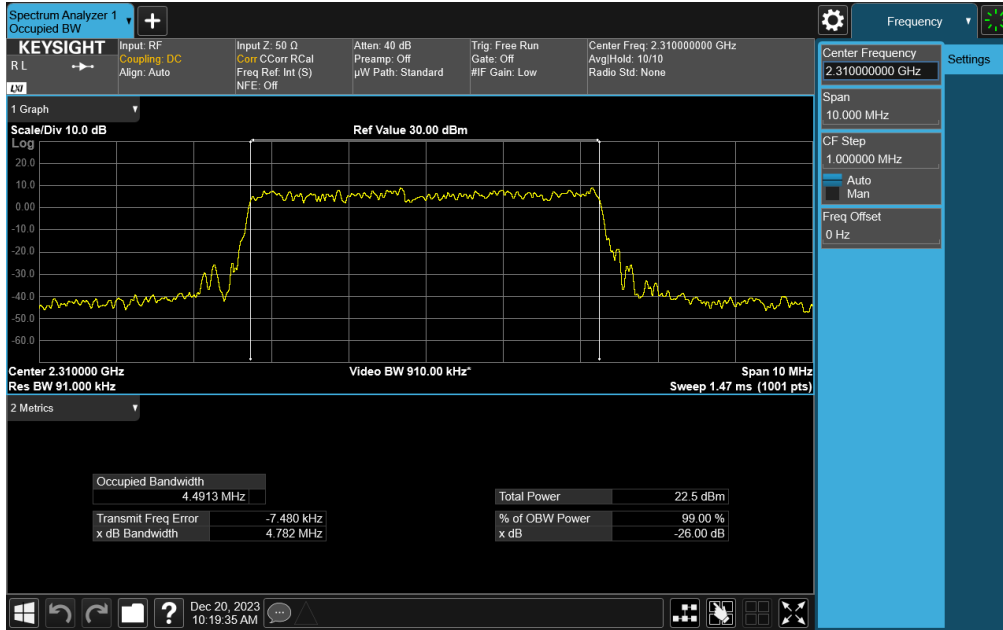 Spectrum Analyzer 1
Occupied BW
Frequency
KEYSIGHT
R L
LXI
Input: RF
Coupling: DC
Align: Auto
Input Z: 50 Ω
Corr CCorr RCal
Freq Ref: Int (S)
NFE: Off
Atten: 40 dB
Preamp: Off
µW Path: Standard
Trig: Free Run
Gate: Off
#IF Gain: Low
Center Freq: 2.310000000 GHz
Avg|Hold: 10/10
Radio Std: None
Center Frequency
2.310000000 GHz
Settings
Span
10.000 MHz
CF Step
1.000000 MHz
Auto
Man
Freq Offset
0 Hz
1 Graph
Scale/Div 10.0 dB
Ref Value 30.00 dBm
Log
20.0
10.0
0.00
-10.0
-20.0
-30.0
-40.0
-50.0
-60.0
Center 2.310000 GHz
Video BW 910.00 kHz*
Span 10 MHz
Res BW 91.000 kHz
Sweep 1.47 ms (1001 pts)
2 Metrics
Occupied Bandwidth
4.4913 MHz
Total Power 22.5 dBm
Transmit Freq Error -7.480 kHz
% of OBW Power 99.00 %
x dB Bandwidth 4.782 MHz
x dB -26.00 dB
Dec 20, 2023
10:19:35 AM